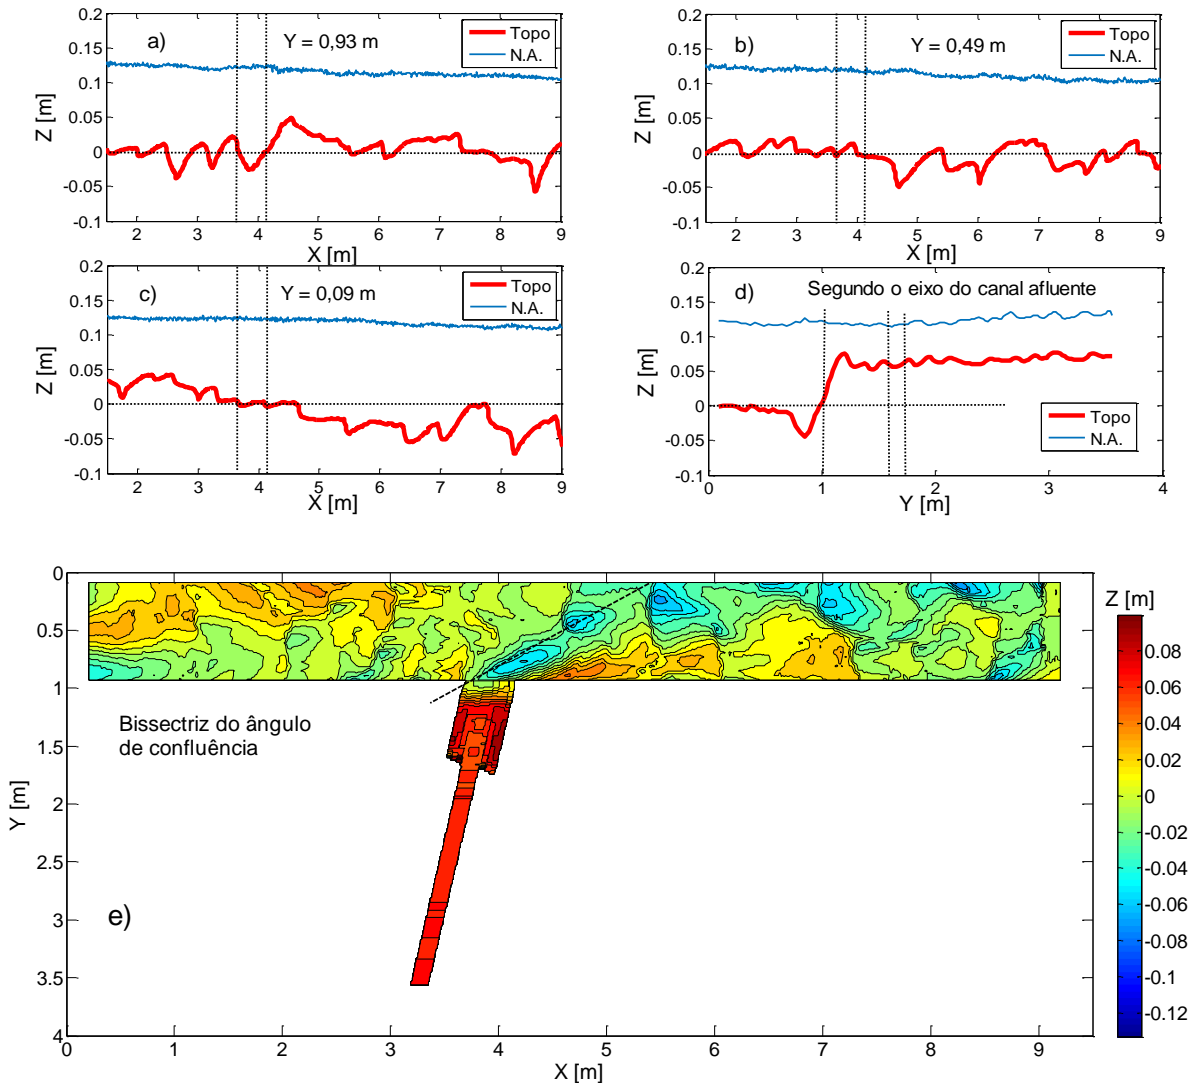 a)
Y = 0,93 m
Topo
N.A.
0.2
0.15
0.1
0.05
0
-0.05
-0.1
Z [m]
2 3 4 5 6 7 8 9
X [m]
b)
Y = 0,49 m
Topo
N.A.
0.2
0.15
0.1
0.05
0
-0.05
-0.1
Z [m]
2 3 4 5 6 7 8 9
X [m]
c)
Y = 0,09 m
Topo
N.A.
0.2
0.15
0.1
0.05
0
-0.05
-0.1
Z [m]
2 3 4 5 6 7 8 9
X [m]
d)
Segundo o eixo do canal afluente
Topo
N.A.
0.2
0.15
0.1
0.05
0
-0.05
-0.1
Z [m]
0 1 2 3 4
Y [m]
0
0.5
1
1.5
2
2.5
3
3.5
4
Y [m]
Bissectriz do ângulo
de confluência
e)
0 1 2 3 4 5 6 7 8 9
X [m]
Z [m]
0.08
0.06
0.04
0.02
0
-0.02
-0.04
-0.06
-0.08
-0.1
-0.12